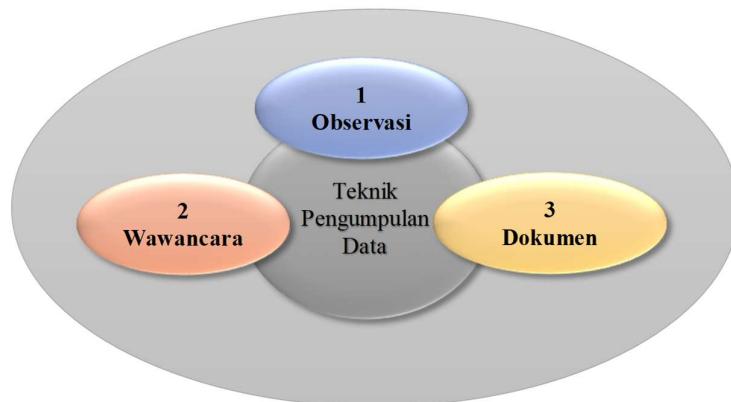 1
Observasi
Teknik
Pengumpulan
Data
2
Wawancara
3
Dokumen